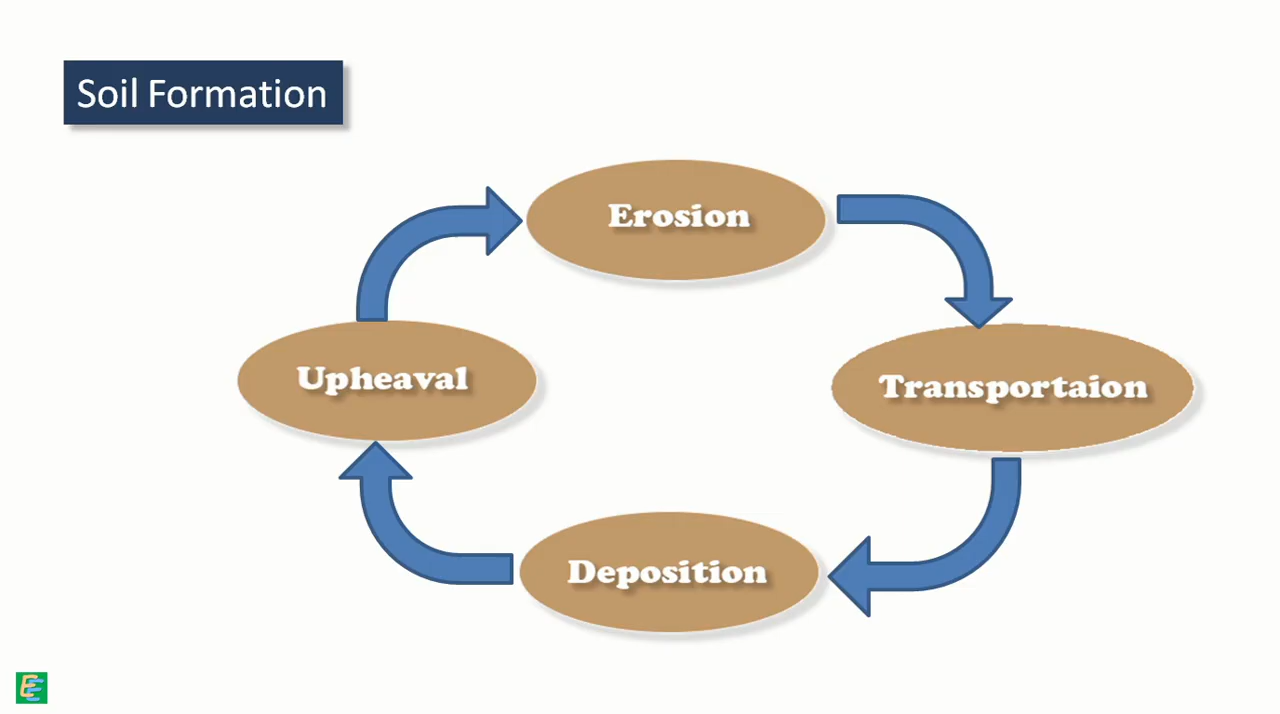 Soil Formation
Erosion
Upheaval
Transportaion
Deposition